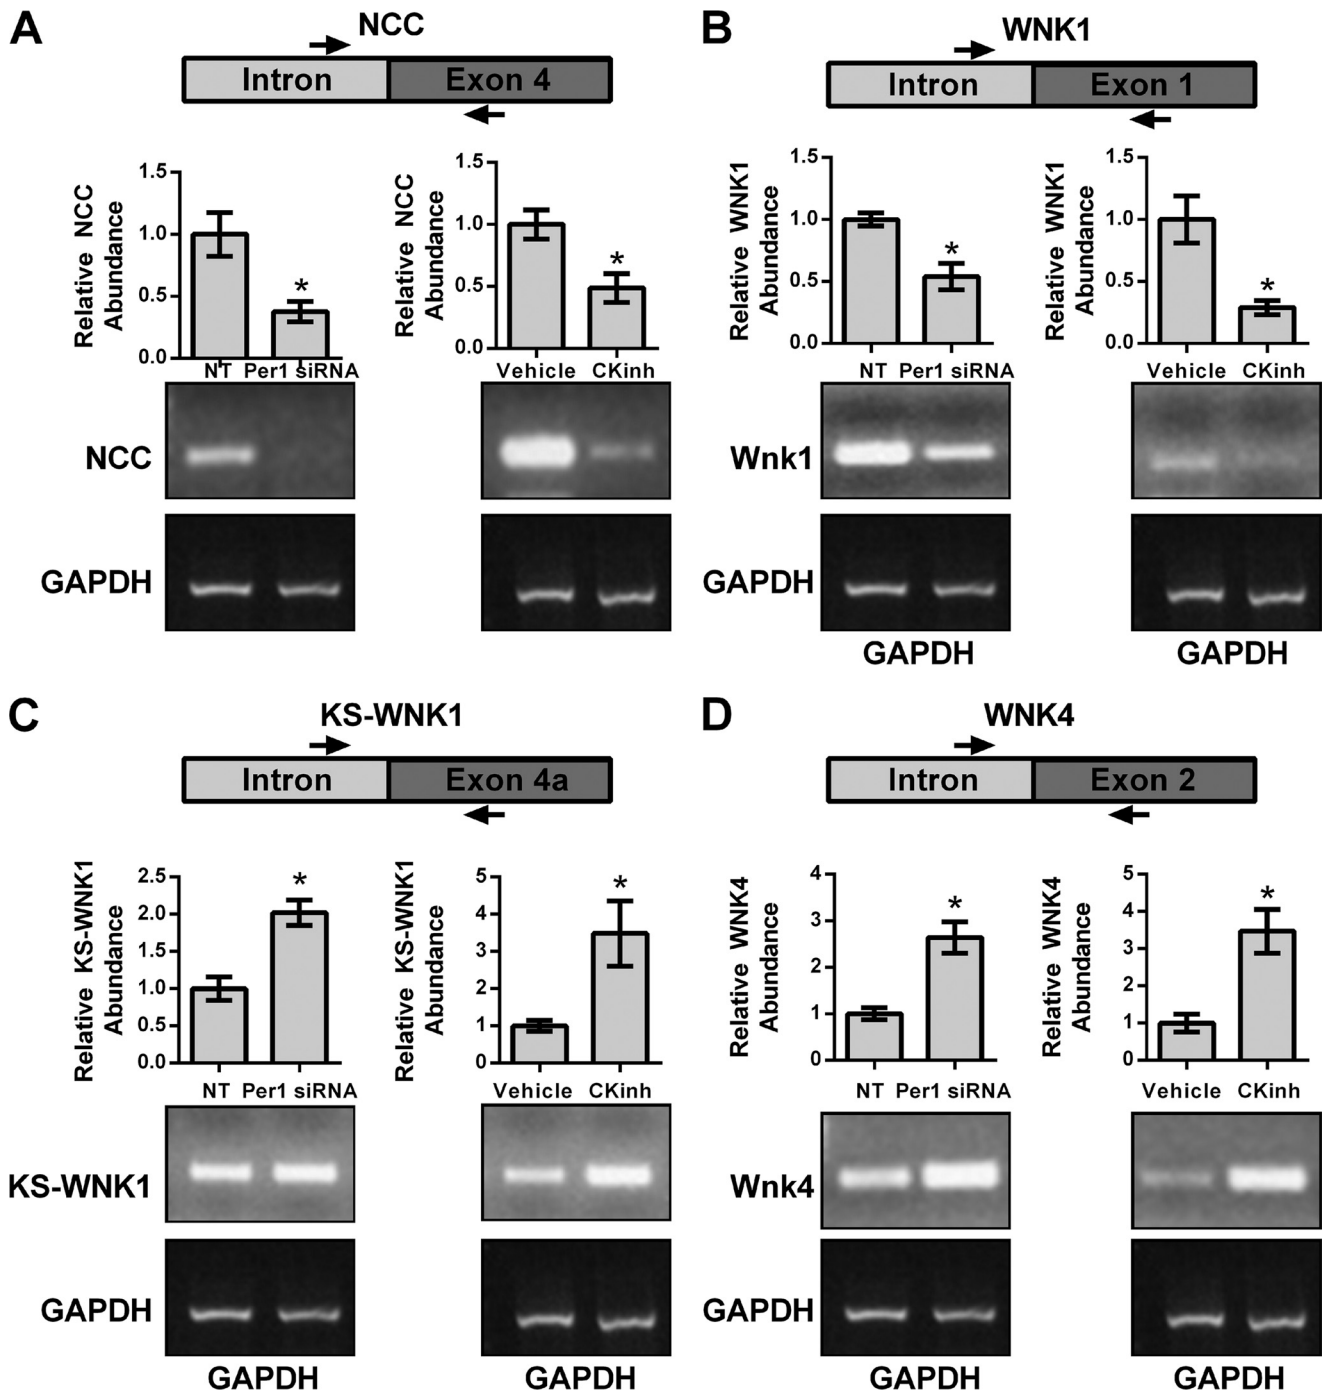 A
NCC
Intron
Exon 4
Relative NCC
Abundance
1.5
1.0
0.5
0.0
NT
Per1 siRNA
Relative NCC
Abundance
1.5
1.0
0.5
0.0
Vehicle
CKinh
NCC
GAPDH
B
WNK1
Intron
Exon 1
Relative WNK1
Abundance
1.5
1.0
0.5
0.0
NT
Per1 siRNA
*
Relative WNK1
Abundance
1.5
1.0
0.5
0.0
Vehicle
CKinh
*
Wnk1
GAPDH
GAPDH
GAPDH
C
KS-WNK1
Intron
Exon 4a
Relative KS-WNK1
Abundance
2.5
2.0
1.5
1.0
0.5
0.0
NT
Per1 siRNA
*
Relative KS-WNK1
Abundance
5
4
3
2
1
0
Vehicle
CKinh
*
KS-WNK1
GAPDH
GAPDH
GAPDH
D
WNK4
Intron
Exon 2
Relative WNK4
Abundance
4
3
2
1
0
NT
Per1 siRNA
*
Relative WNK4
Abundance
5
4
3
2
1
0
Vehicle
CKinh
*
Wnk4
GAPDH
GAPDH
GAPDH